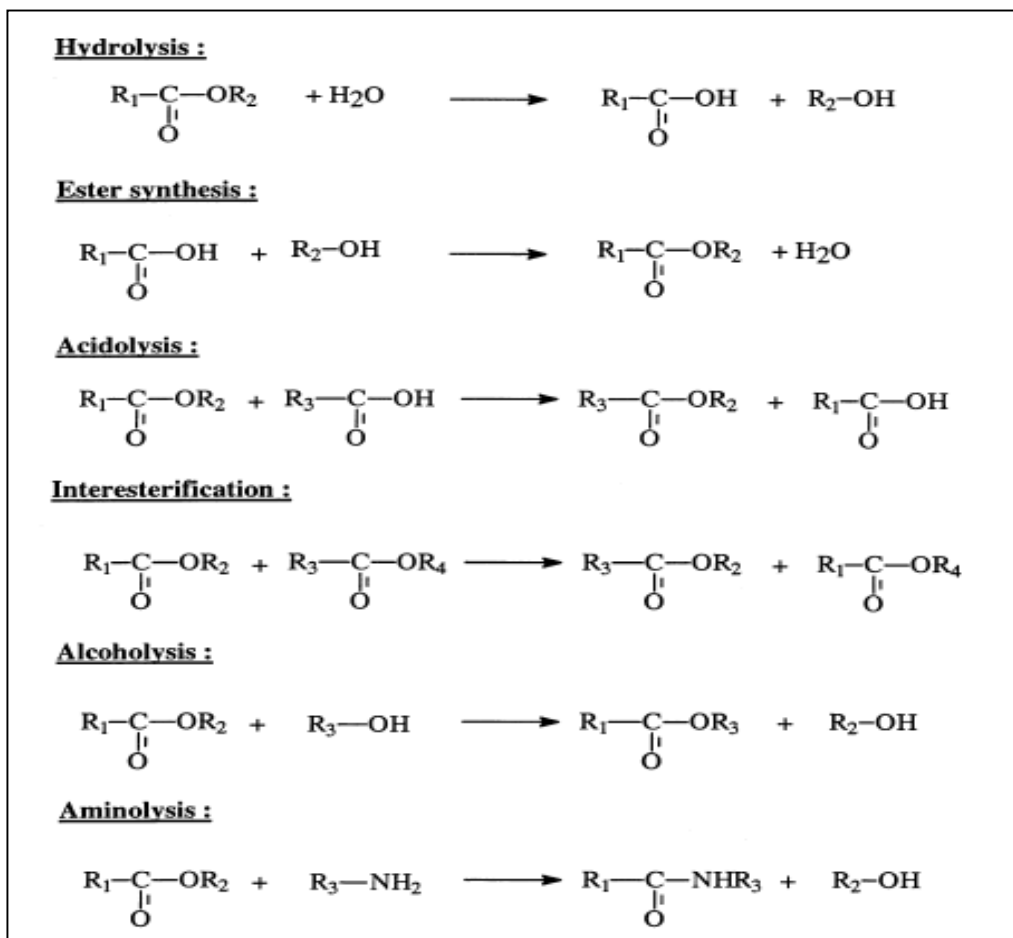 Hydrolysis :
R₁—C—OR₂ + H₂O → R₁—C—OH + R₂—OH
O O
Ester synthesis :
R₁—C—OH + R₂—OH → R₁—C—OR₂ + H₂O
O O
Acidolysis :
R₁—C—OR₂ + R₃—C—OH → R₃—C—OR₂ + R₁—C—OH
O O O O
Interesterification :
R₁—C—OR₂ + R₃—C—OR₄ → R₃—C—OR₂ + R₁—C—OR₄
O O O O
Alcoholysis :
R₁—C—OR₂ + R₃—OH → R₁—C—OR₃ + R₂—OH
O O
Aminolysis :
R₁—C—OR₂ + R₃—NH₂ → R₁—C—NHR₃ + R₂—OH
O O